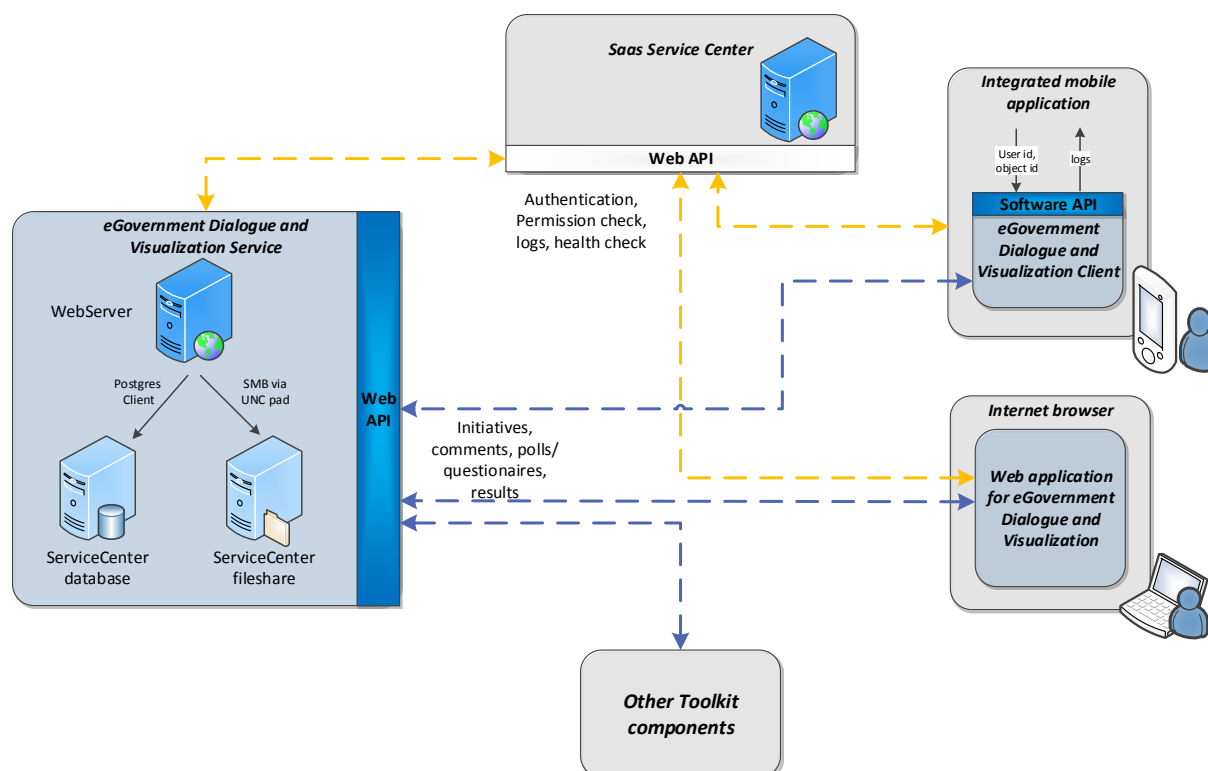 Saas Service Center
Web API
Authentication,
Permission check,
logs, health check
Integrated mobile
application
User id,
object id
logs
Software API
eGovernment
Dialogue and
Visualization Client
eGovernment Dialogue and
Visualization Service
WebServer
Postgres
Client
SMB via
UNC pad
Web
API
ServiceCenter
database
ServiceCenter
fileshare
Initiatives,
comments, polls/
questionaires,
results
Internet browser
Web application
for eGovernment
Dialogue and
Visualization
Other Toolkit
components